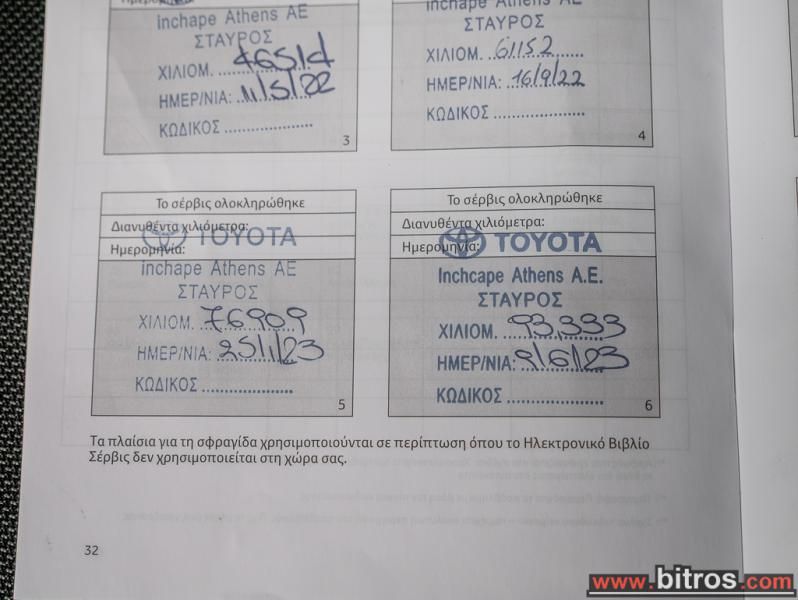 Ημερομηνία:
inchape Athens AE
ΣΤΑΥΡΟΣ
ΧΙΛΙΟΜ. 46514
ΗΜΕΡ/ΝΙΑ: 11/5/22
ΚΩΔΙΚΟΣ ....................
3
inchape Athens AE
ΣΤΑΥΡΟΣ
ΧΙΛΙΟΜ. 61152
ΗΜΕΡ/ΝΙΑ: 16/9/22
ΚΩΔΙΚΟΣ ....................
4
Το σέρβις ολοκληρώθηκε
Διανυθέντα χιλιόμετρα:
Ημερομηνία: TOYOTA
inchape Athens AE
ΣΤΑΥΡΟΣ
ΧΙΛΙΟΜ. 76909
ΗΜΕΡ/ΝΙΑ: 25/1/23
ΚΩΔΙΚΟΣ ....................
5
Το σέρβις ολοκληρώθηκε
Διανυθέντα χιλιόμετρα:
Ημερομηνία: TOYOTA
Inchcape Athens A.E.
ΣΤΑΥΡΟΣ
ΧΙΛΙΟΜ. 93,333
ΗΜΕΡ/ΝΙΑ: 9/6/23
ΚΩΔΙΚΟΣ ....................
6
Τα πλαίσια για τη σφραγίδα χρησιμοποιούνται σε περίπτωση όπου το Ηλεκτρονικό Βιβλίο
Σέρβις δεν χρησιμοποιείται στη χώρα σας.
32
www.bitros.com